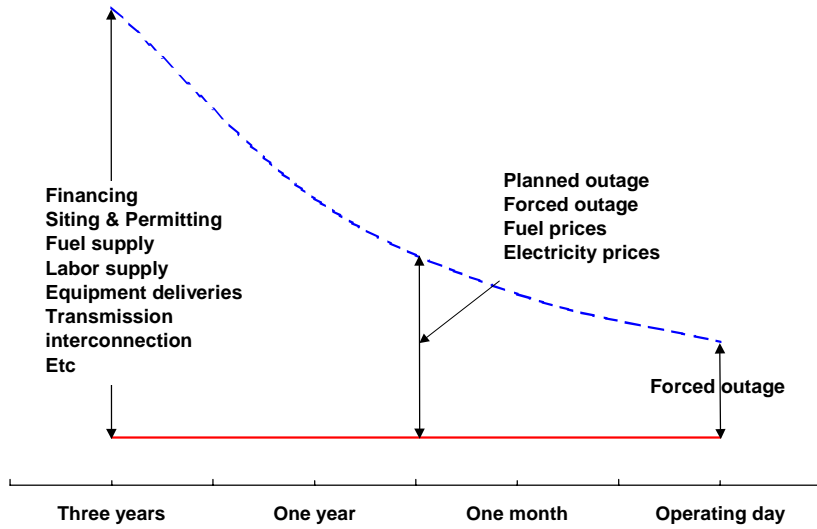 Financing
Siting & Permitting
Fuel supply
Labor supply
Equipment deliveries
Transmission
interconnection
Etc
Planned outage
Forced outage
Fuel prices
Electricity prices
Forced outage
Three years
One year
One month
Operating day